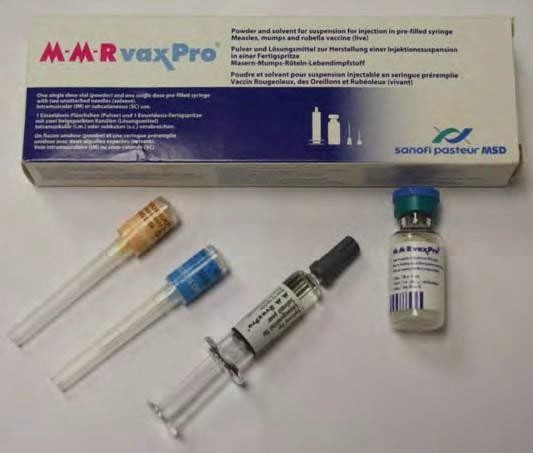 M-M-R vaxPro®
Powder and solvent for suspension for injection in pre-filled syringe
Measles, mumps and rubella vaccine (live)
Pulver und Lösungsmittel zur Herstellung einer Injektionssuspension
in einer Fertigspritze
Masern-Mumps-Röteln-Lebendimpfstoff
Poudre et solvant pour suspension injectable en seringue préremplie
Vaccin Rougeoleux, des Oreillons et Rubéoleux (vivant)
One single dose vial (powder) and one single dose pre-filled syringe
with two unattached needles (solvent).
Intramuscular (IM) or subcutaneous (SC) use.
1 Einzeldosis-Fläschchen (Pulver) und 1 Einzeldosis-Fertigspritze
mit zwei beigepackten Kanülen (Lösungsmittel)
Intramuskulär (i.m.) oder subkutan (s.c.) verabreichen.
Un flacon unidose (poudre) et une seringue préremplie
unidose avec deux aiguilles séparées (solvant).
Voie intramusculaire (IM) ou sous-cutanée (SC).
sanofi pasteur MSD
M-M-R vaxPro®
M-M-R vaxPro®